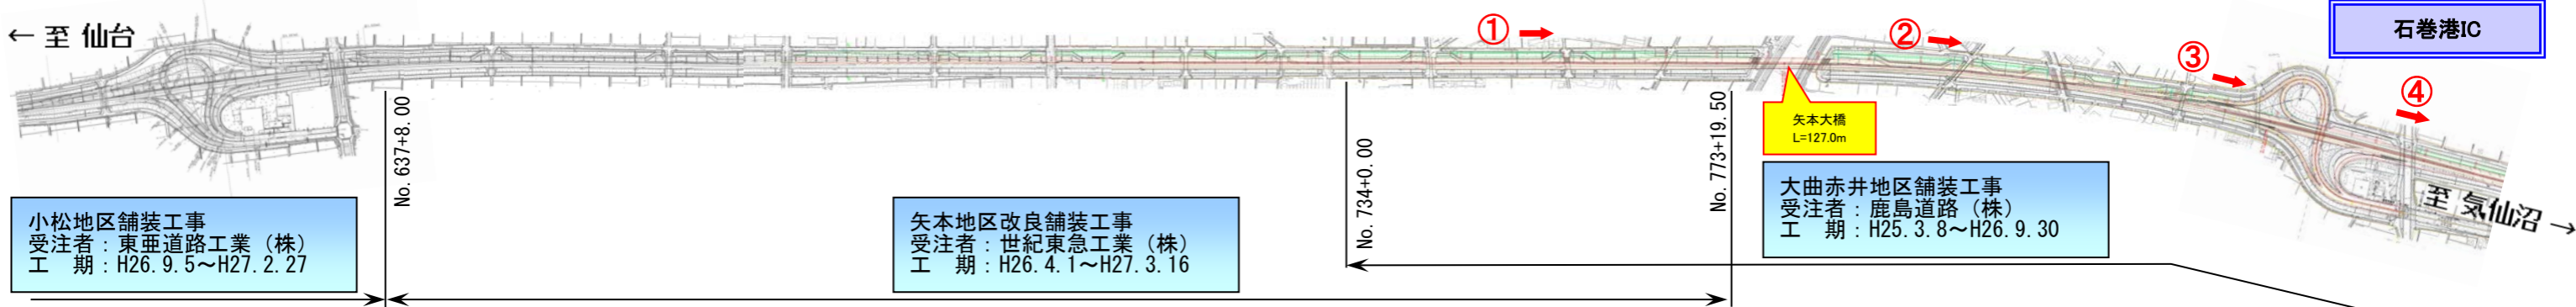 ← 至 仙台
①
②
③
④
石巻港IC
矢本大橋
L=127.0m
No. 637+8.00
No. 734+0.00
No. 773+19.50
小松地区舗装工事
受注者：東亜道路工業（株）
工　期：H26.9.5～H27.2.27
矢本地区改良舗装工事
受注者：世紀東急工業（株）
工　期：H26.4.1～H27.3.16
大曲赤井地区舗装工事
受注者：鹿島道路（株）
工　期：H25.3.8～H26.9.30
至 気仙沼 →